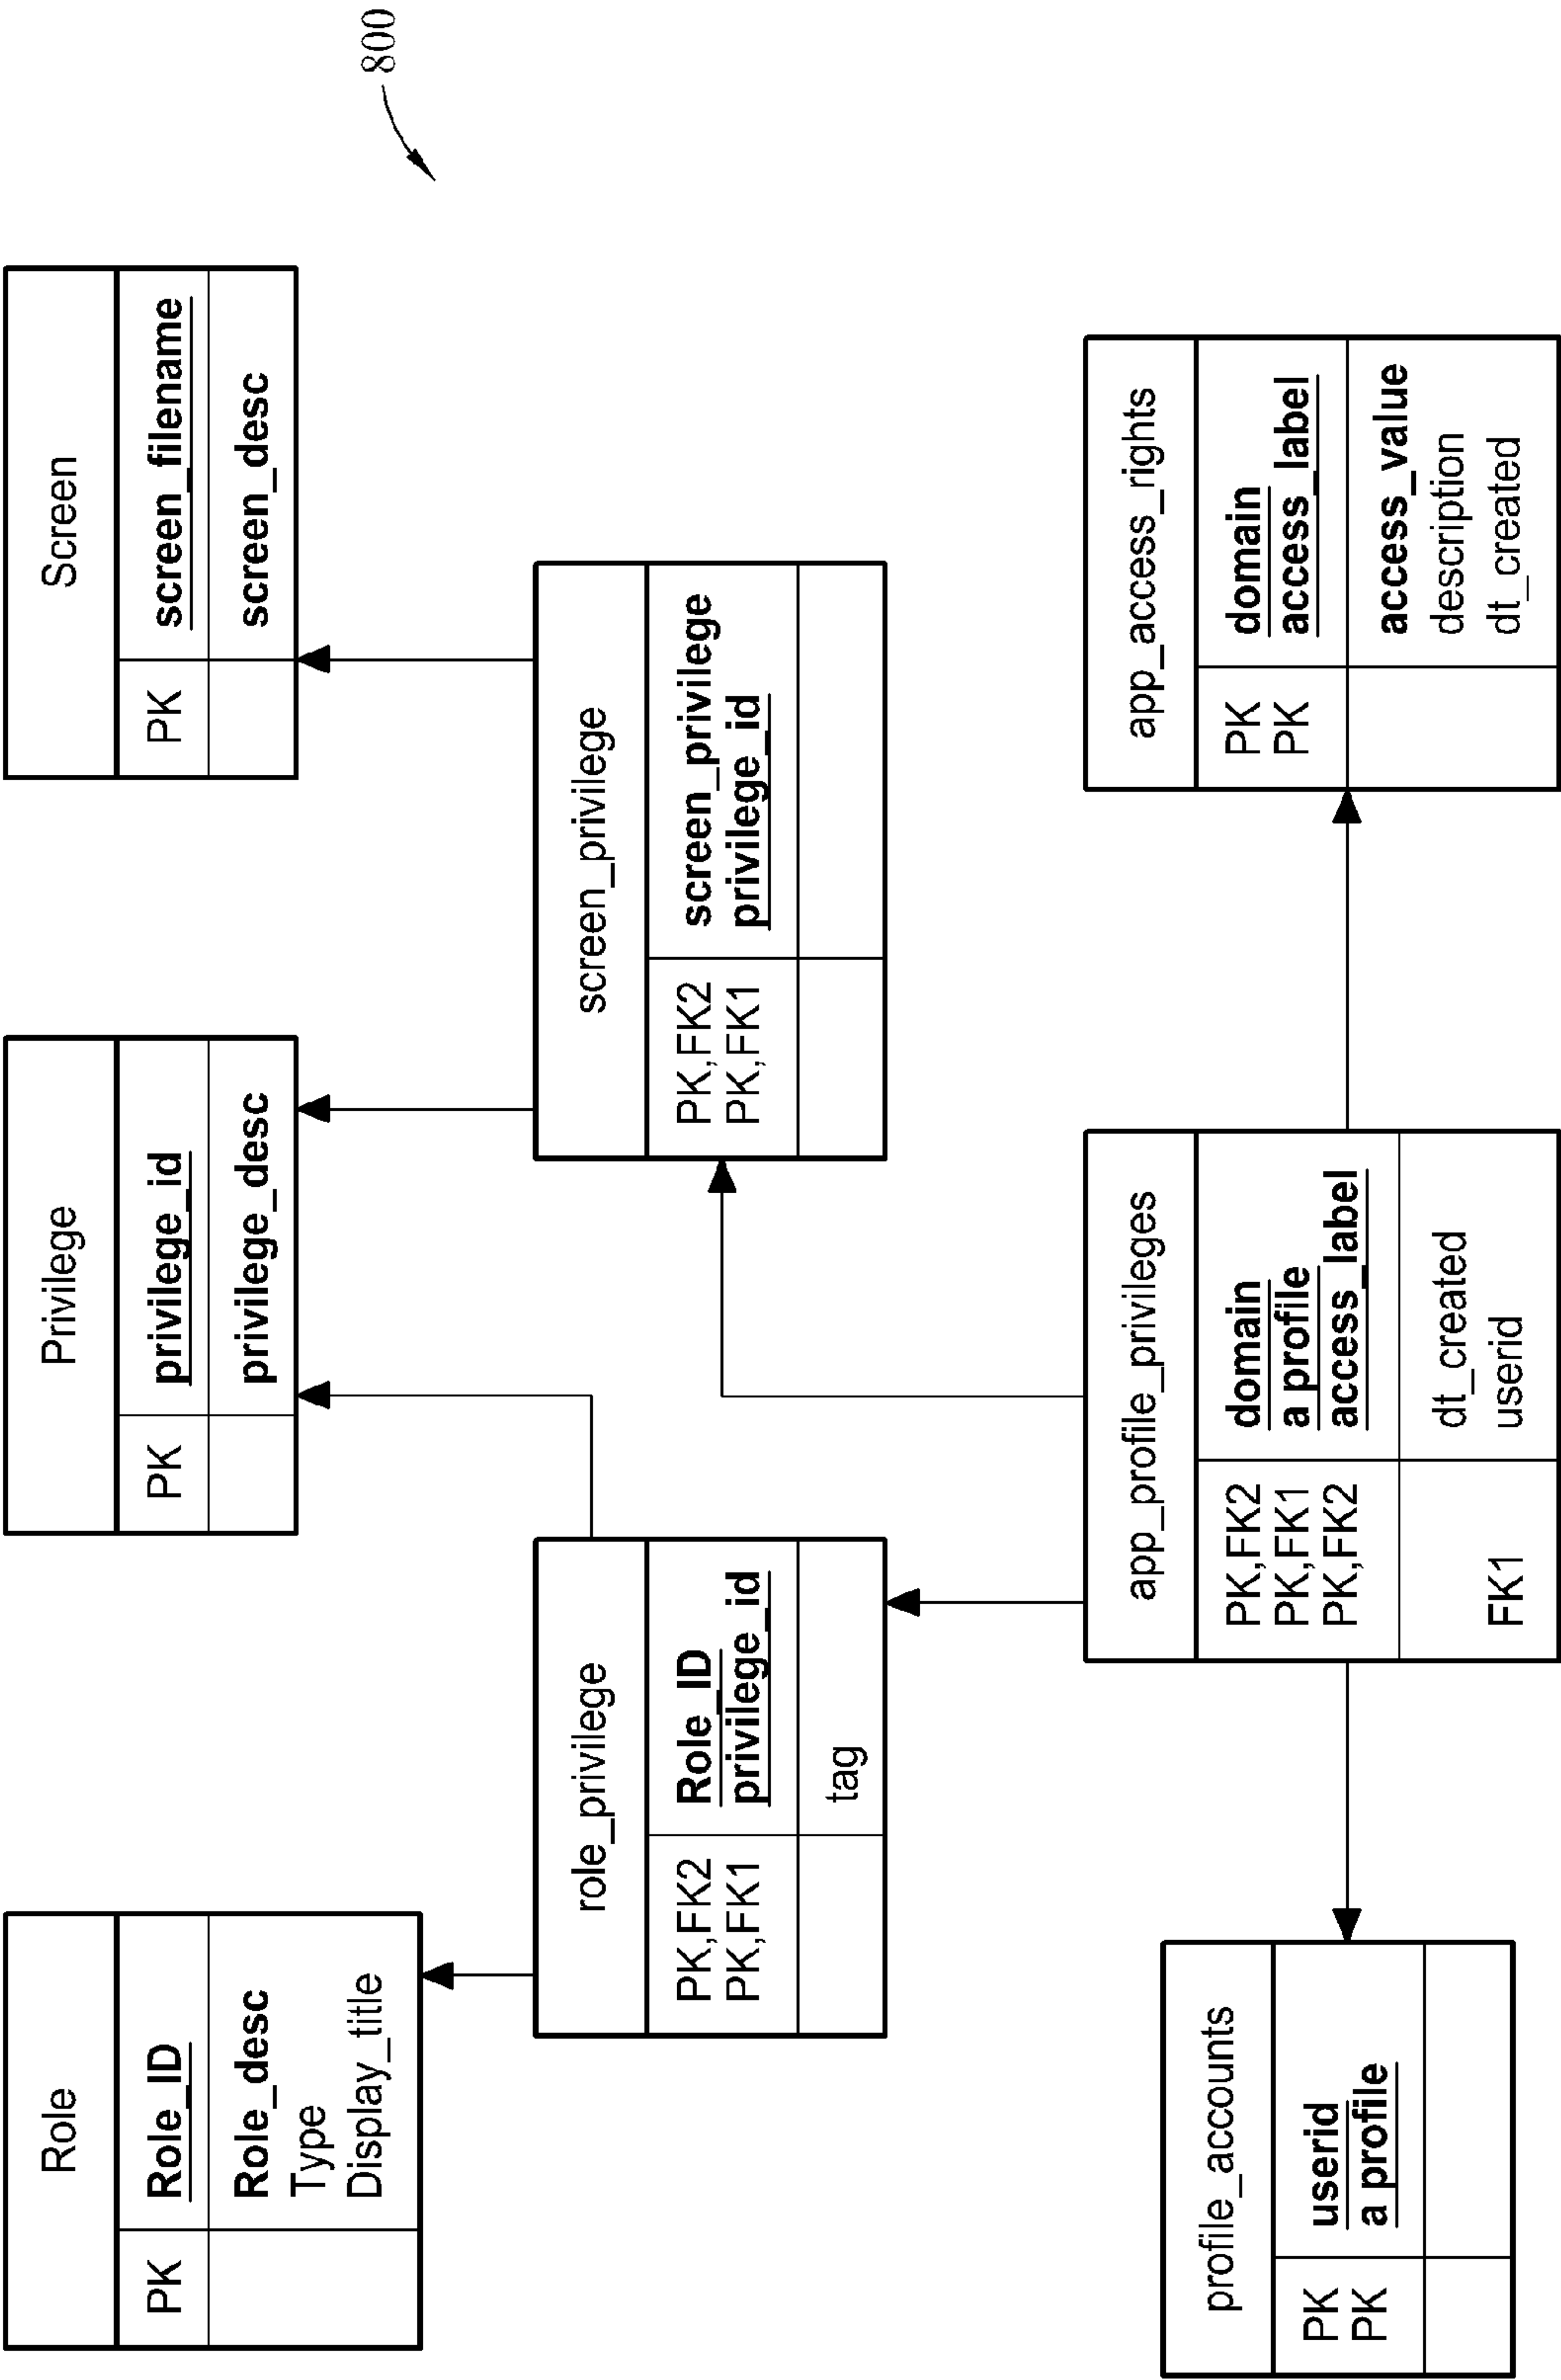 800
Role
PK Role_ID
Role_desc
Type
Display_title
Privilege
PK privilege_id
privilege_desc
Screen
PK screen_filename
screen_desc
role_privilege
PK,FK2 Role_ID
PK,FK1 privilege_id
tag
screen_privilege
PK,FK2 screen_privilege
PK,FK1 privilege_id
profile_accounts
PK userid
PK a profile
app_profile_privileges
PK,FK2 domain
PK,FK1 a profile
PK,FK2 access_label
dt_created
FK1 userid
app_access_rights
PK domain
PK access_label
access_value
description
dt_created